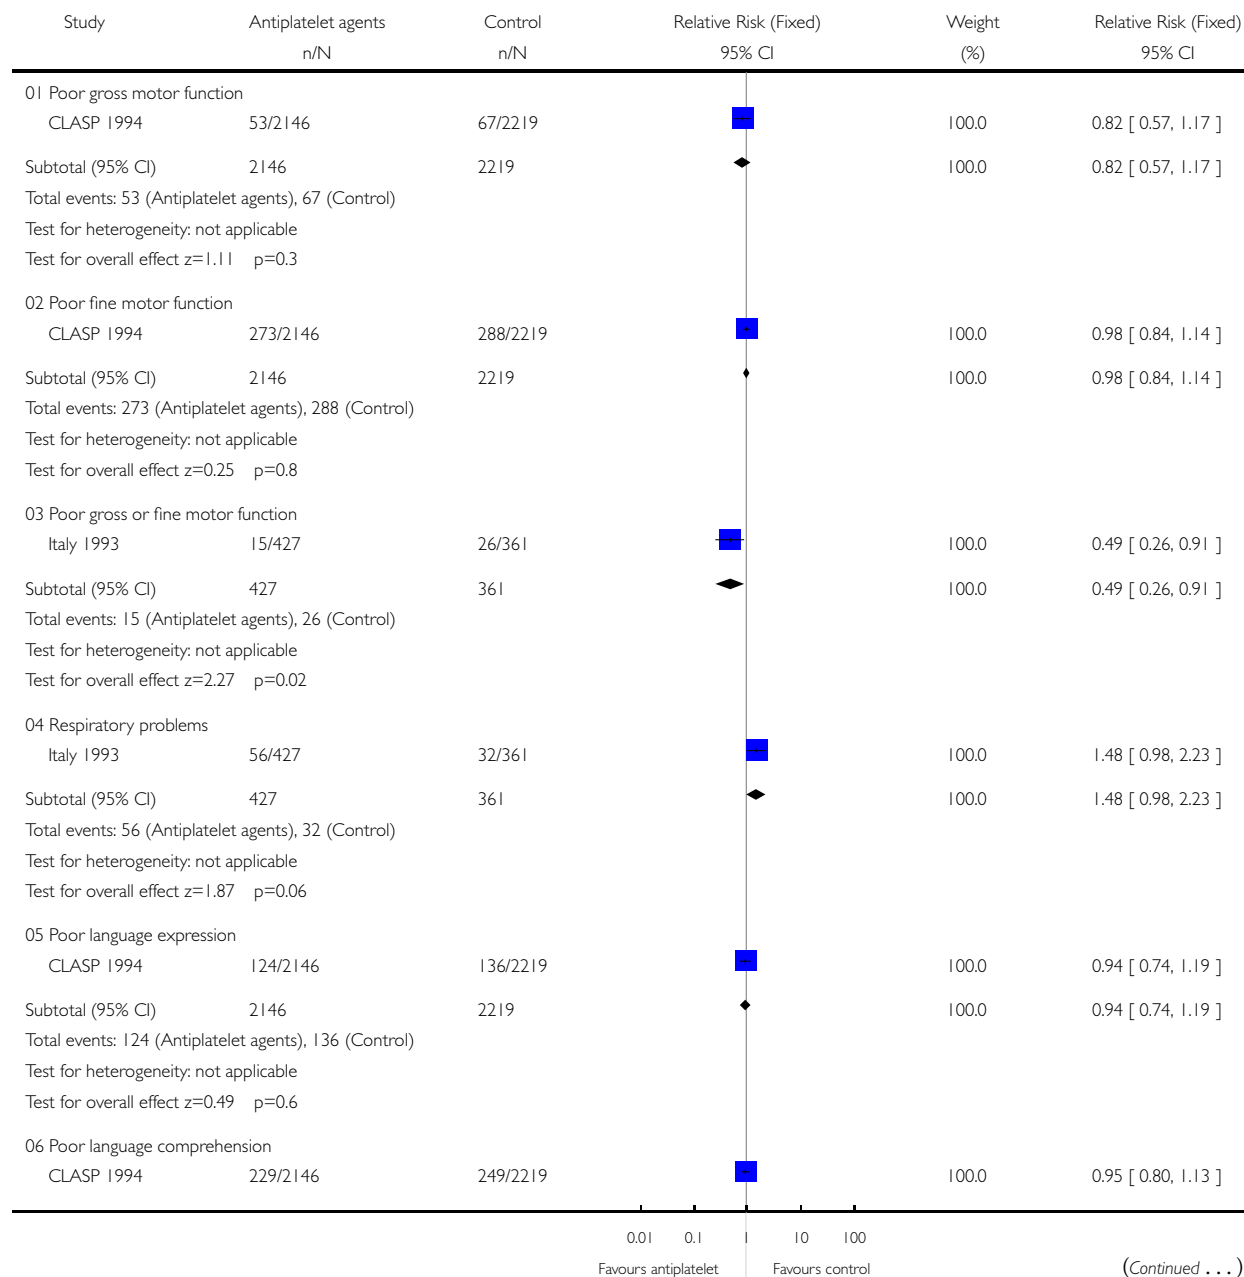 Study Antiplatelet agents Control Relative Risk (Fixed) Weight Relative Risk (Fixed)
n/N n/N 95% CI (%) 95% CI
01 Poor gross motor function
CLASP 1994 53/2146 67/2219 100.0 0.82 [ 0.57, 1.17 ]
Subtotal (95% CI) 2146 2219 100.0 0.82 [ 0.57, 1.17 ]
Total events: 53 (Antiplatelet agents), 67 (Control)
Test for heterogeneity: not applicable
Test for overall effect z=1.11 p=0.3
02 Poor fine motor function
CLASP 1994 273/2146 288/2219 100.0 0.98 [ 0.84, 1.14 ]
Subtotal (95% CI) 2146 2219 100.0 0.98 [ 0.84, 1.14 ]
Total events: 273 (Antiplatelet agents), 288 (Control)
Test for heterogeneity: not applicable
Test for overall effect z=0.25 p=0.8
03 Poor gross or fine motor function
Italy 1993 15/427 26/361 100.0 0.49 [ 0.26, 0.91 ]
Subtotal (95% CI) 427 361 100.0 0.49 [ 0.26, 0.91 ]
Total events: 15 (Antiplatelet agents), 26 (Control)
Test for heterogeneity: not applicable
Test for overall effect z=2.27 p=0.02
04 Respiratory problems
Italy 1993 56/427 32/361 100.0 1.48 [ 0.98, 2.23 ]
Subtotal (95% CI) 427 361 100.0 1.48 [ 0.98, 2.23 ]
Total events: 56 (Antiplatelet agents), 32 (Control)
Test for heterogeneity: not applicable
Test for overall effect z=1.87 p=0.06
05 Poor language expression
CLASP 1994 124/2146 136/2219 100.0 0.94 [ 0.74, 1.19 ]
Subtotal (95% CI) 2146 2219 100.0 0.94 [ 0.74, 1.19 ]
Total events: 124 (Antiplatelet agents), 136 (Control)
Test for heterogeneity: not applicable
Test for overall effect z=0.49 p=0.6
06 Poor language comprehension
CLASP 1994 229/2146 249/2219 100.0 0.95 [ 0.80, 1.13 ]
0.01 0.1 1 10 100
Favours antiplatelet Favours control (Continued . . . )